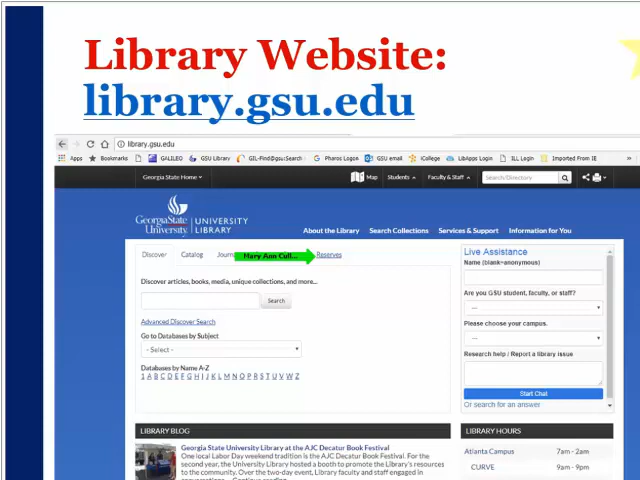 Library Website:
library.gsu.edu
library.gsu.edu
Apps Bookmarks GALILEO GSU Library GIL-Find@gsu:Search Pharos Logon GSU email iCollege LibApps Login ILL Login Imported From IE
Georgia State Home Map Students Faculty & Staff Search/Directory
GeorgiaState University UNIVERSITY LIBRARY
About the Library Search Collections Services & Support Information for You
Discover Catalog Journ Mary Ann Cull... Reserves
Discover articles, books, media, unique collections, and more...
Search
Advanced Discover Search
Go to Databases by Subject
- Select -
Databases by Name A-Z
1 A B C D E F G H I J K L M N O P Q R S T U V W Z
Live Assistance
Name (blank=anonymous)
Are you GSU student, faculty, or staff?
--
Please choose your campus.
--
Research help / Report a library issue
Start Chat
Or search for an answer
LIBRARY BLOG
Georgia State University Library at the AJC Decatur Book Festival
One local Labor Day weekend tradition is the AJC Decatur Book Festival. For the
second year, the University Library hosted a booth to promote the Library's resources
to the community. Over the two-day event, Library faculty and staff engaged in
LIBRARY HOURS
Atlanta Campus 7am - 2am
CURVE 9am - 9pm